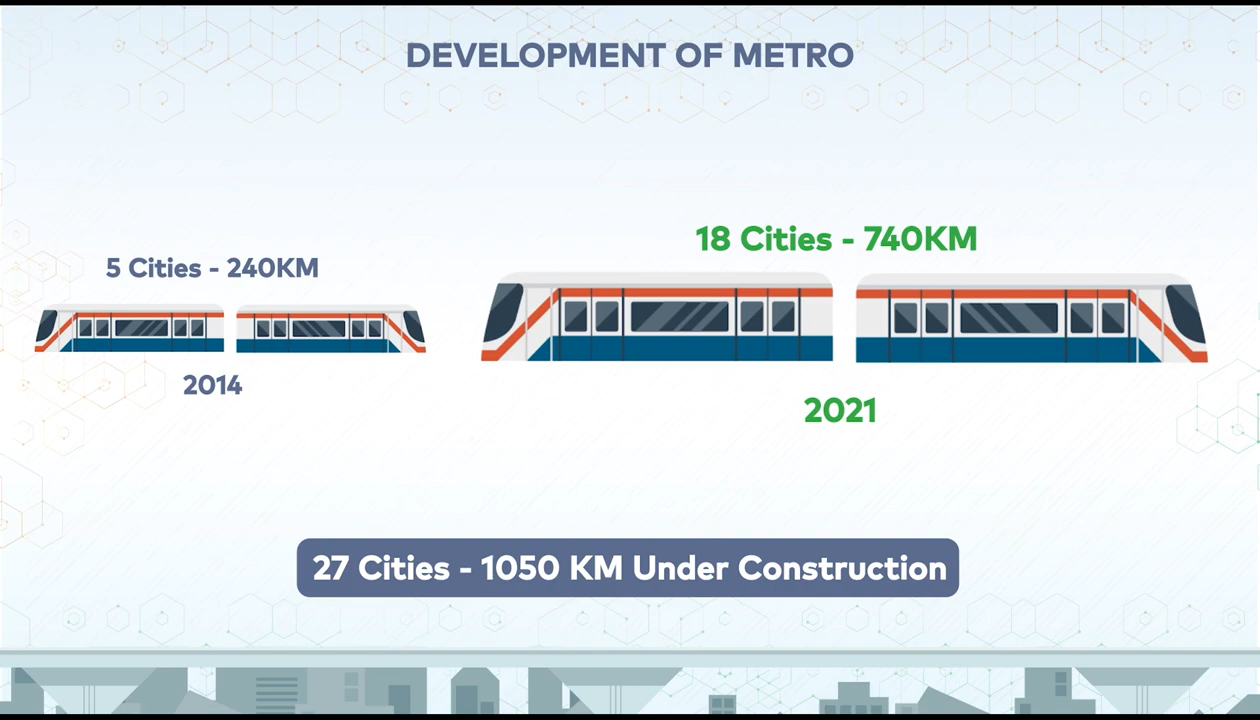 DEVELOPMENT OF METRO
5 Cities - 240KM
2014
18 Cities - 740KM
2021
27 Cities - 1050 KM Under Construction